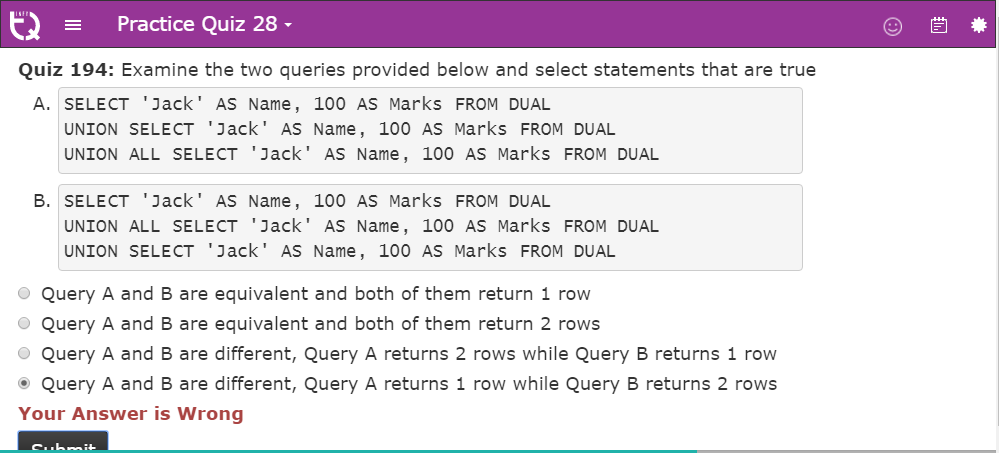 Practice Quiz 28
Quiz 194: Examine the two queries provided below and select statements that are true
A. SELECT 'Jack' AS Name, 100 AS Marks FROM DUAL
UNION SELECT 'Jack' AS Name, 100 AS Marks FROM DUAL
UNION ALL SELECT 'Jack' AS Name, 100 AS Marks FROM DUAL
B. SELECT 'Jack' AS Name, 100 AS Marks FROM DUAL
UNION ALL SELECT 'Jack' AS Name, 100 AS Marks FROM DUAL
UNION SELECT 'Jack' AS Name, 100 AS Marks FROM DUAL
Query A and B are equivalent and both of them return 1 row
Query A and B are equivalent and both of them return 2 rows
Query A and B are different, Query A returns 2 rows while Query B returns 1 row
Query A and B are different, Query A returns 1 row while Query B returns 2 rows
Your Answer is Wrong
Submit